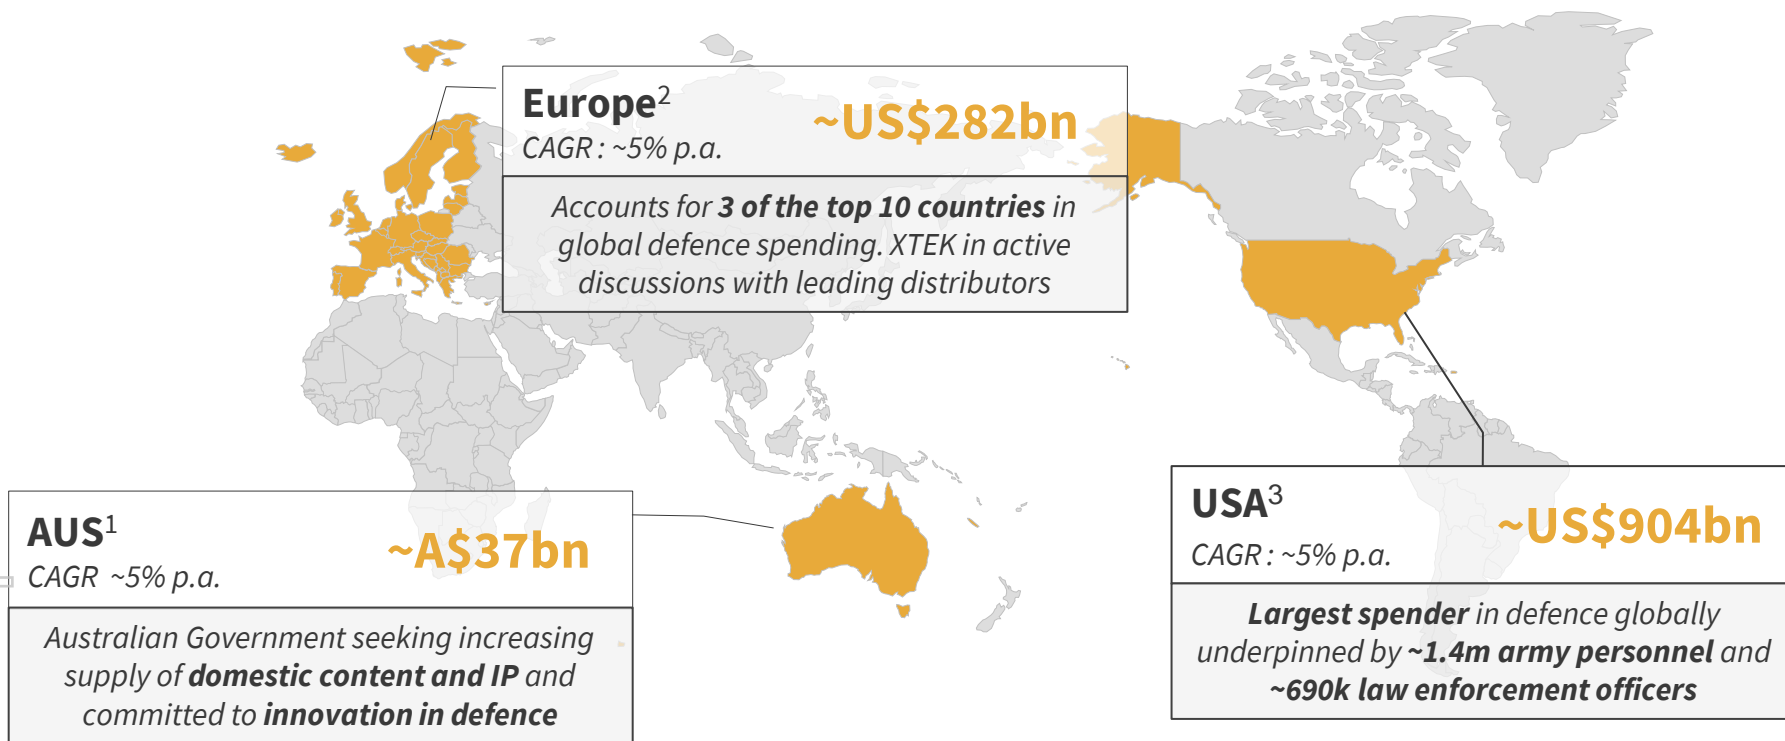 Europe2
CAGR : ~5% p.a.
~US$282bn
Accounts for 3 of the top 10 countries in
global defence spending. XTEK in active
discussions with leading distributors
AUS1
CAGR ~5% p.a.
~A$37bn
Australian Government seeking increasing
supply of domestic content and IP and
committed to innovation in defence
USA3
CAGR : ~5% p.a.
~US$904bn
Largest spender in defence globally
underpinned by ~1.4m army personnel and
~690k law enforcement officers